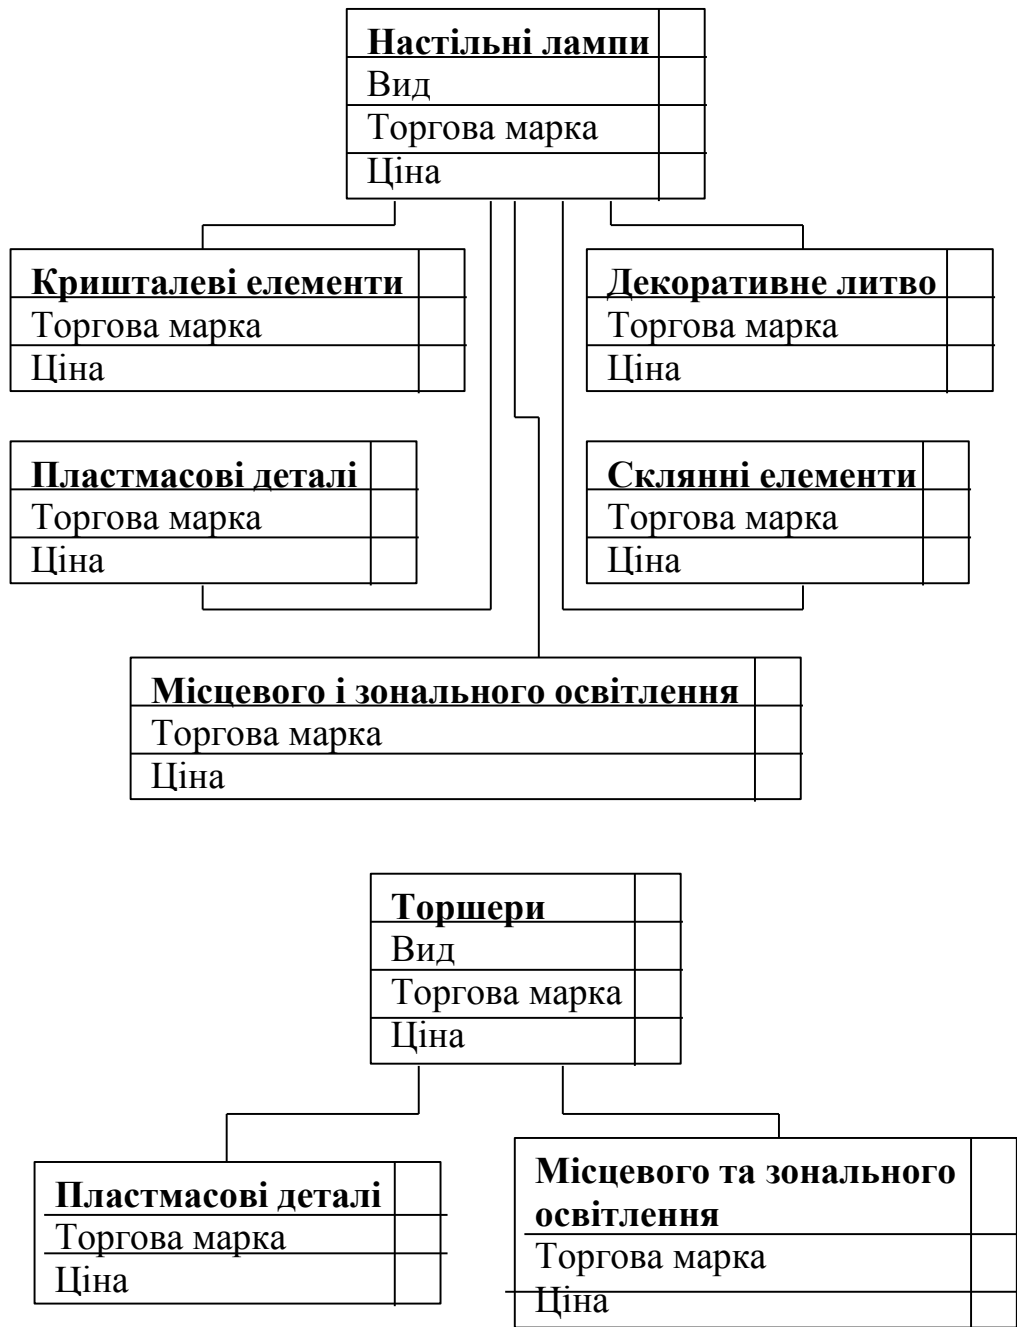 Настільні лампи
Вид
Торгова марка
Ціна
Кришталеві елементи
Торгова марка
Ціна
Декоративне литво
Торгова марка
Ціна
Пластмасові деталі
Торгова марка
Ціна
Склянні елементи
Торгова марка
Ціна
Місцевого і зонального освітлення
Торгова марка
Ціна
Торшери
Вид
Торгова марка
Ціна
Пластмасові деталі
Торгова марка
Ціна
Місцевого та зонального
освітлення
Торгова марка
Ціна